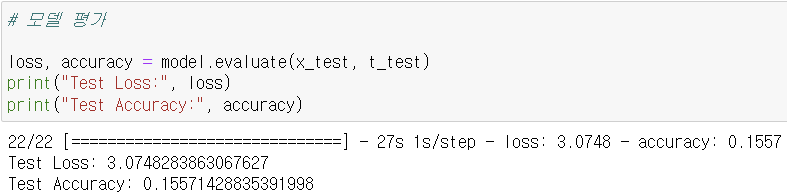 # 모델 평가
loss, accuracy = model.evaluate(x_test, t_test)
print("Test Loss:", loss)
print("Test Accuracy:", accuracy)
22/22 [==============================] - 27s 1s/step - loss: 3.0748 - accuracy: 0.1557
Test Loss: 3.0748283863067627
Test Accuracy: 0.15571428835391998